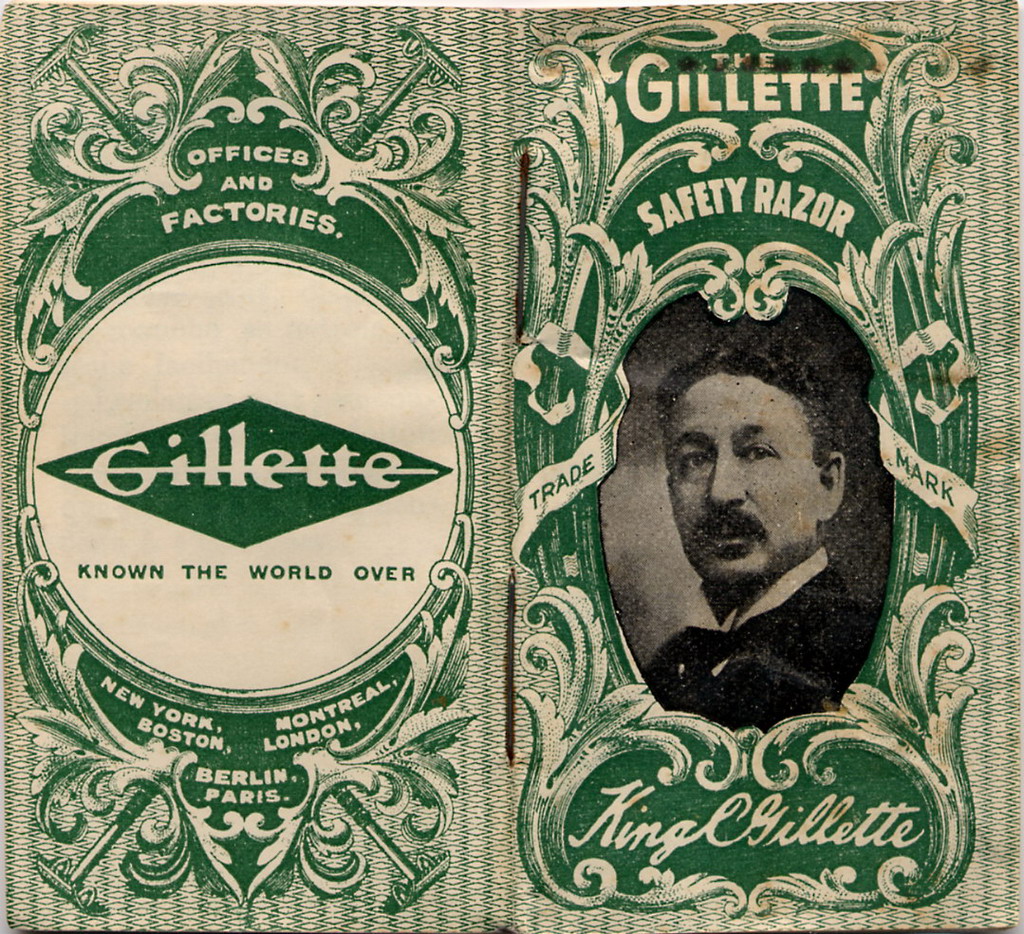 OFFICES
AND
FACTORIES.
Gillette
KNOWN THE WORLD OVER
NEW YORK, MONTREAL,
BOSTON, LONDON,
BERLIN.
PARIS.
THE
GILLETTE
SAFETY RAZOR
TRADE MARK
King C Gillette